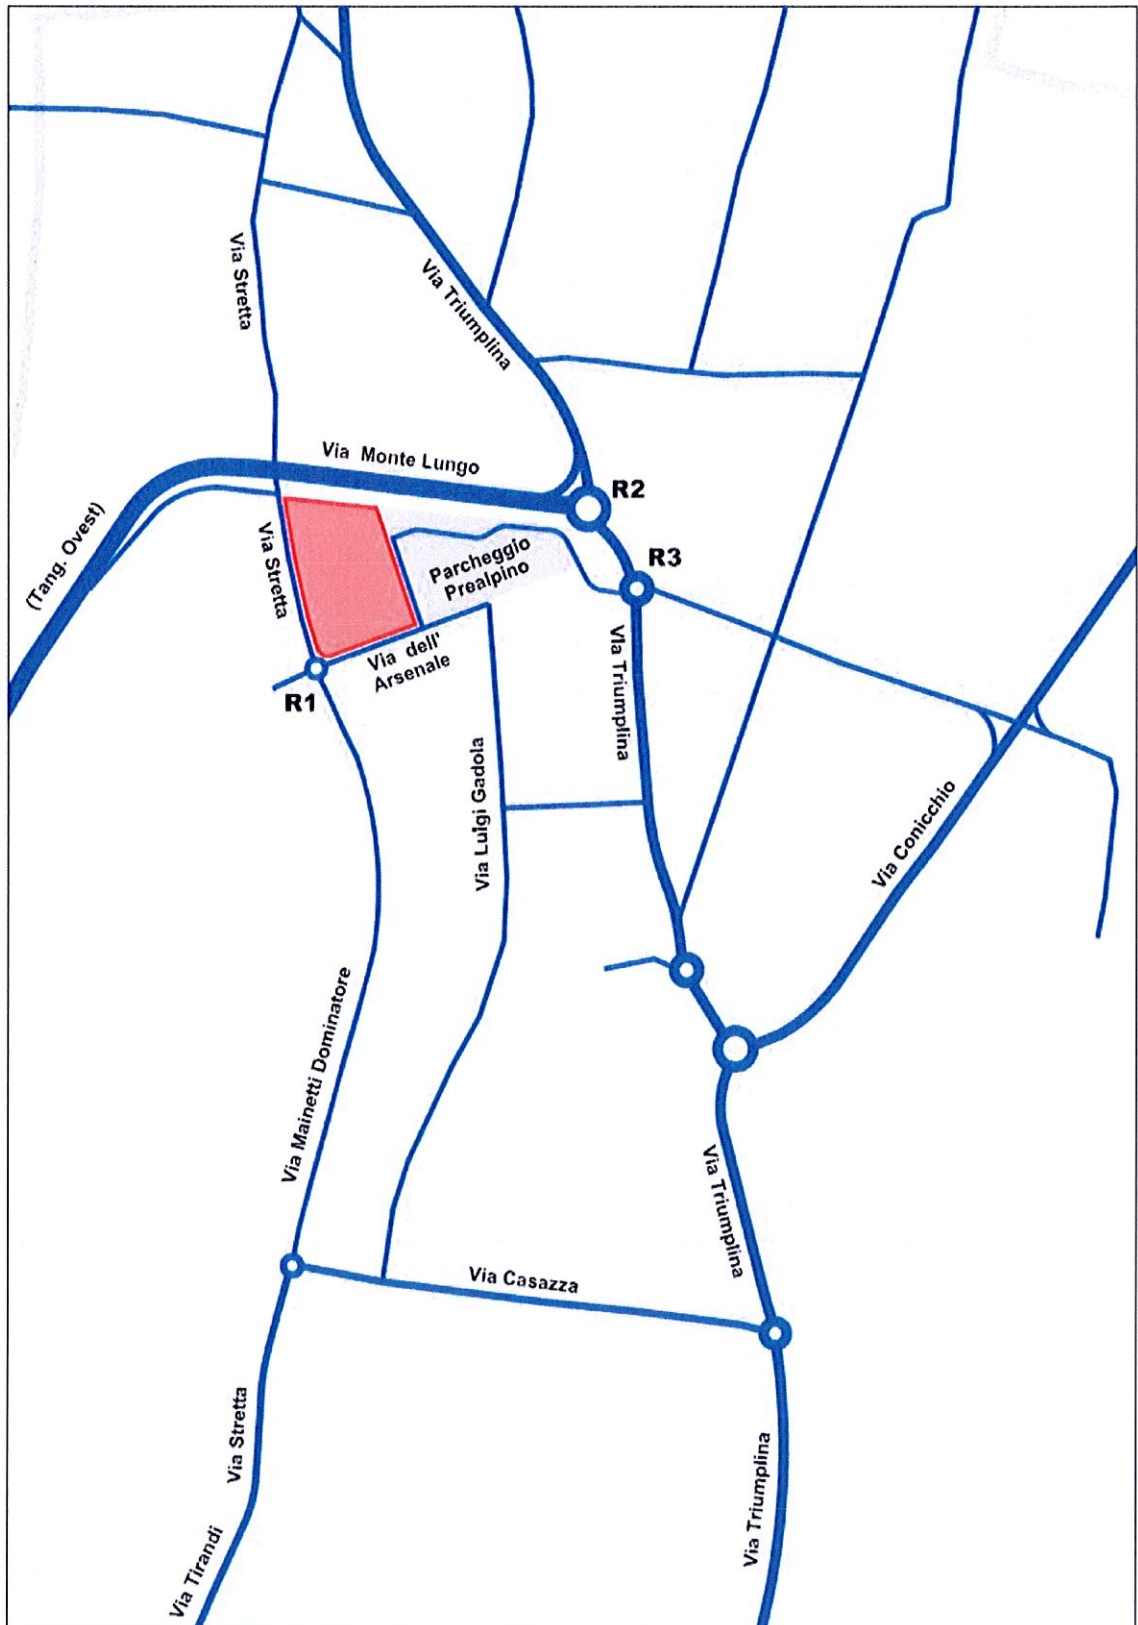 Via Stretta
Via Triumplina
Via Monte Lungo
R2
(Tang. Ovest)
Via Stretta
Parcheggio
Prealpino
R3
Via dell'
Arsenale
R1
VIa Triumplina
Via Luigi Gadola
Via Conicchio
Via Mainetti Dominatore
Via Triumplina
Via Casazza
Via Stretta
Via Triumplina
Via Tirandi